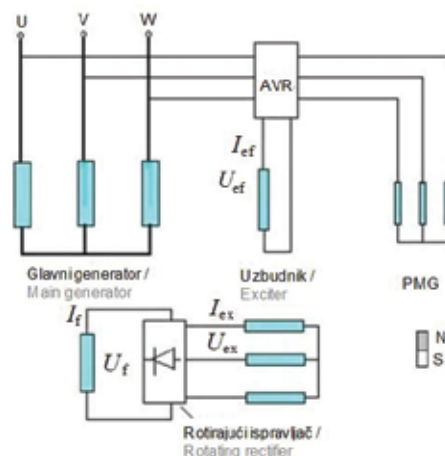 U V W
AVR
I_ef
U_ef
Glavni generator /
Main generator
Uzbudnik /
Exciter
PMG
I_f
U_f
I_ex
U_ex
N
S
Rotirajući ispravljač /
Rotating rectifier